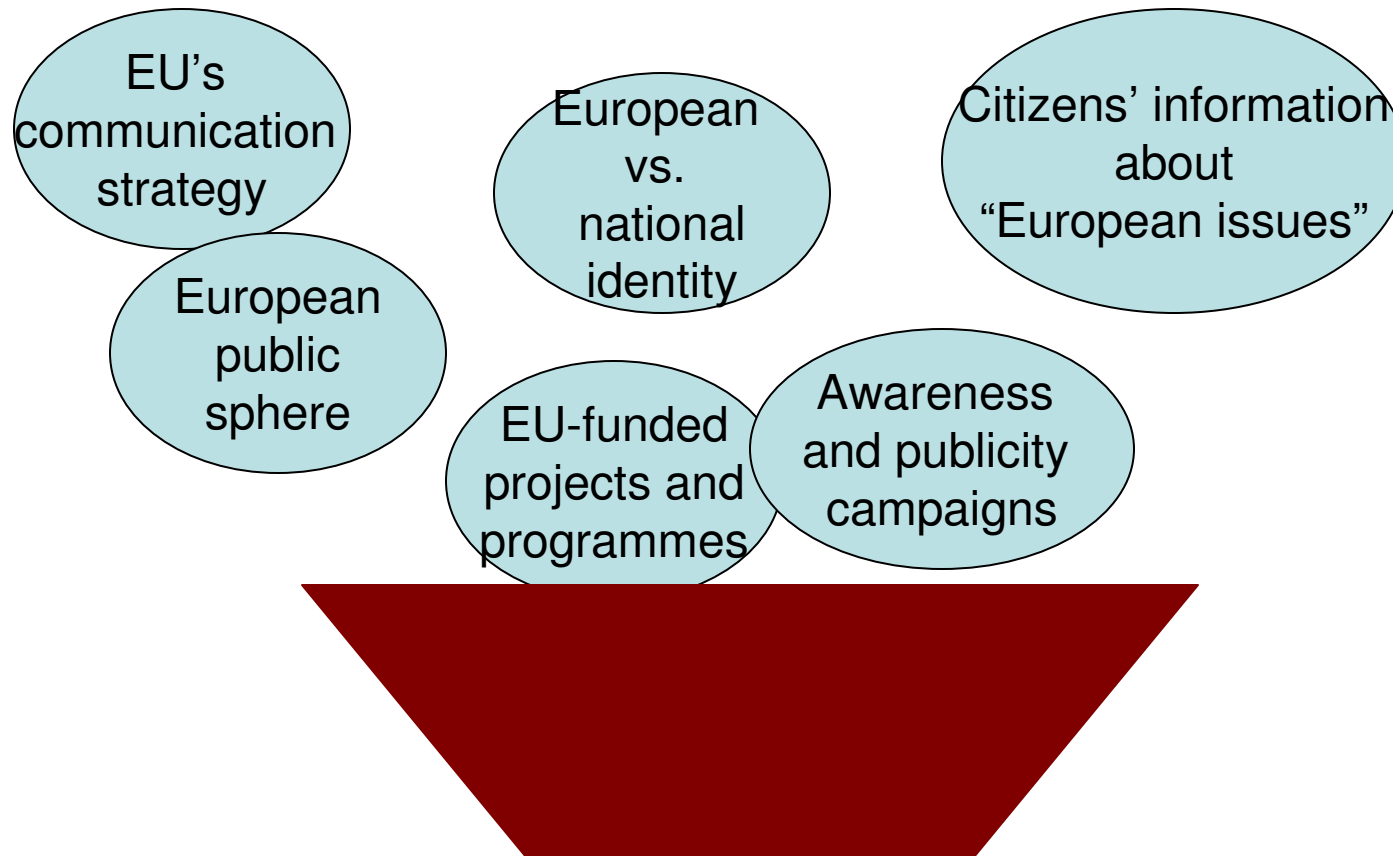 EU’s
communication
strategy
European
public
sphere
European
vs.
national
identity
EU-funded
projects and
programmes
Awareness
and publicity
campaigns
Citizens’ information
about
“European issues”